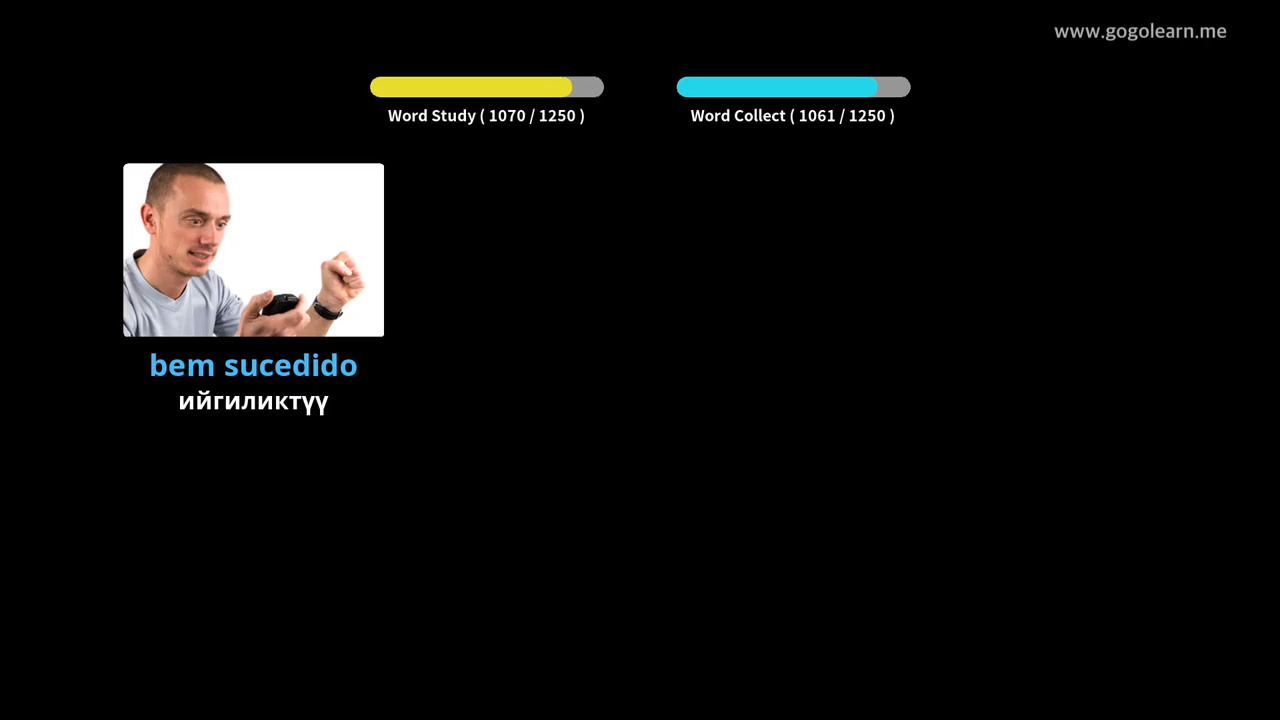 www.gogolearn.me
Word Study ( 1070 / 1250 )
Word Collect ( 1061 / 1250 )
bem sucedido
ийгиликтүү